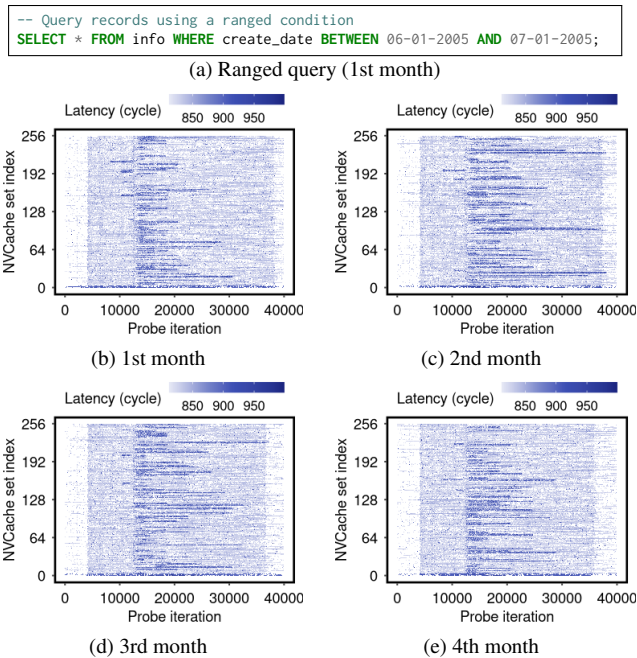 -- Query records using a ranged condition
SELECT * FROM info WHERE create_date BETWEEN 06-01-2005 AND 07-01-2005;
(a) Ranged query (1st month)
Latency (cycle)
850 900 950
NVCache set index
256
192
128
64
0
0 10000 20000 30000 40000
Probe iteration
(b) 1st month
Latency (cycle)
850 900 950
NVCache set index
256
192
128
64
0
0 10000 20000 30000 40000
Probe iteration
(c) 2nd month
Latency (cycle)
850 900 950
NVCache set index
256
192
128
64
0
0 10000 20000 30000 40000
Probe iteration
(d) 3rd month
Latency (cycle)
850 900 950
NVCache set index
256
192
128
64
0
0 10000 20000 30000 40000
Probe iteration
(e) 4th month